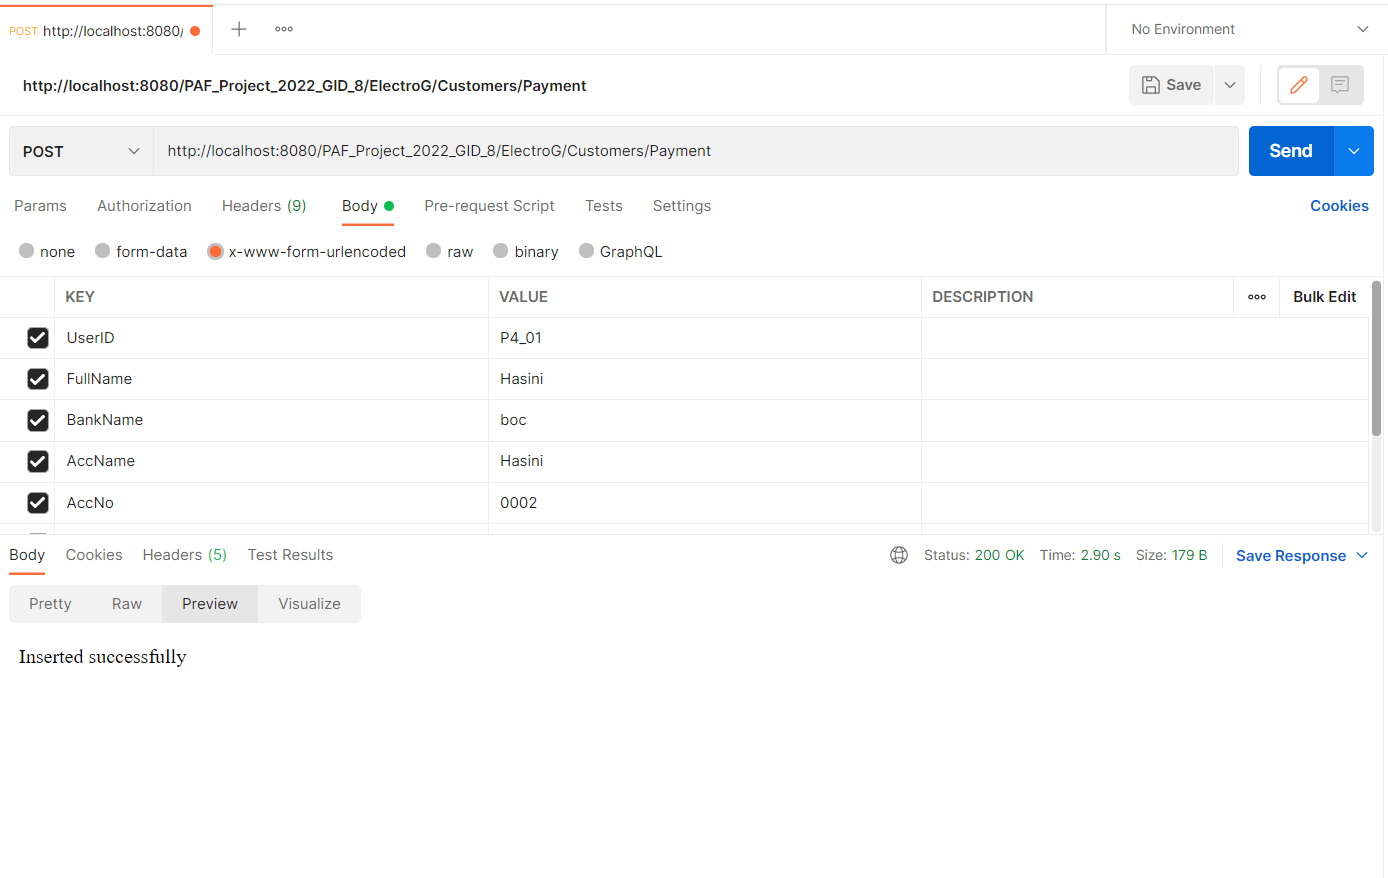 POST http://localhost:8080/
No Environment
http://localhost:8080/PAF_Project_2022_GID_8/ElectroG/Customers/Payment
Save
POST http://localhost:8080/PAF_Project_2022_GID_8/ElectroG/Customers/Payment Send
Params Authorization Headers (9) Body Pre-request Script Tests Settings Cookies
none form-data x-www-form-urlencoded raw binary GraphQL
KEY VALUE DESCRIPTION Bulk Edit
UserID P4_01
FullName Hasini
BankName boc
AccName Hasini
AccNo 0002
Body Cookies Headers (5) Test Results Status: 200 OK Time: 2.90 s Size: 179 B Save Response
Pretty Raw Preview Visualize
Inserted successfully